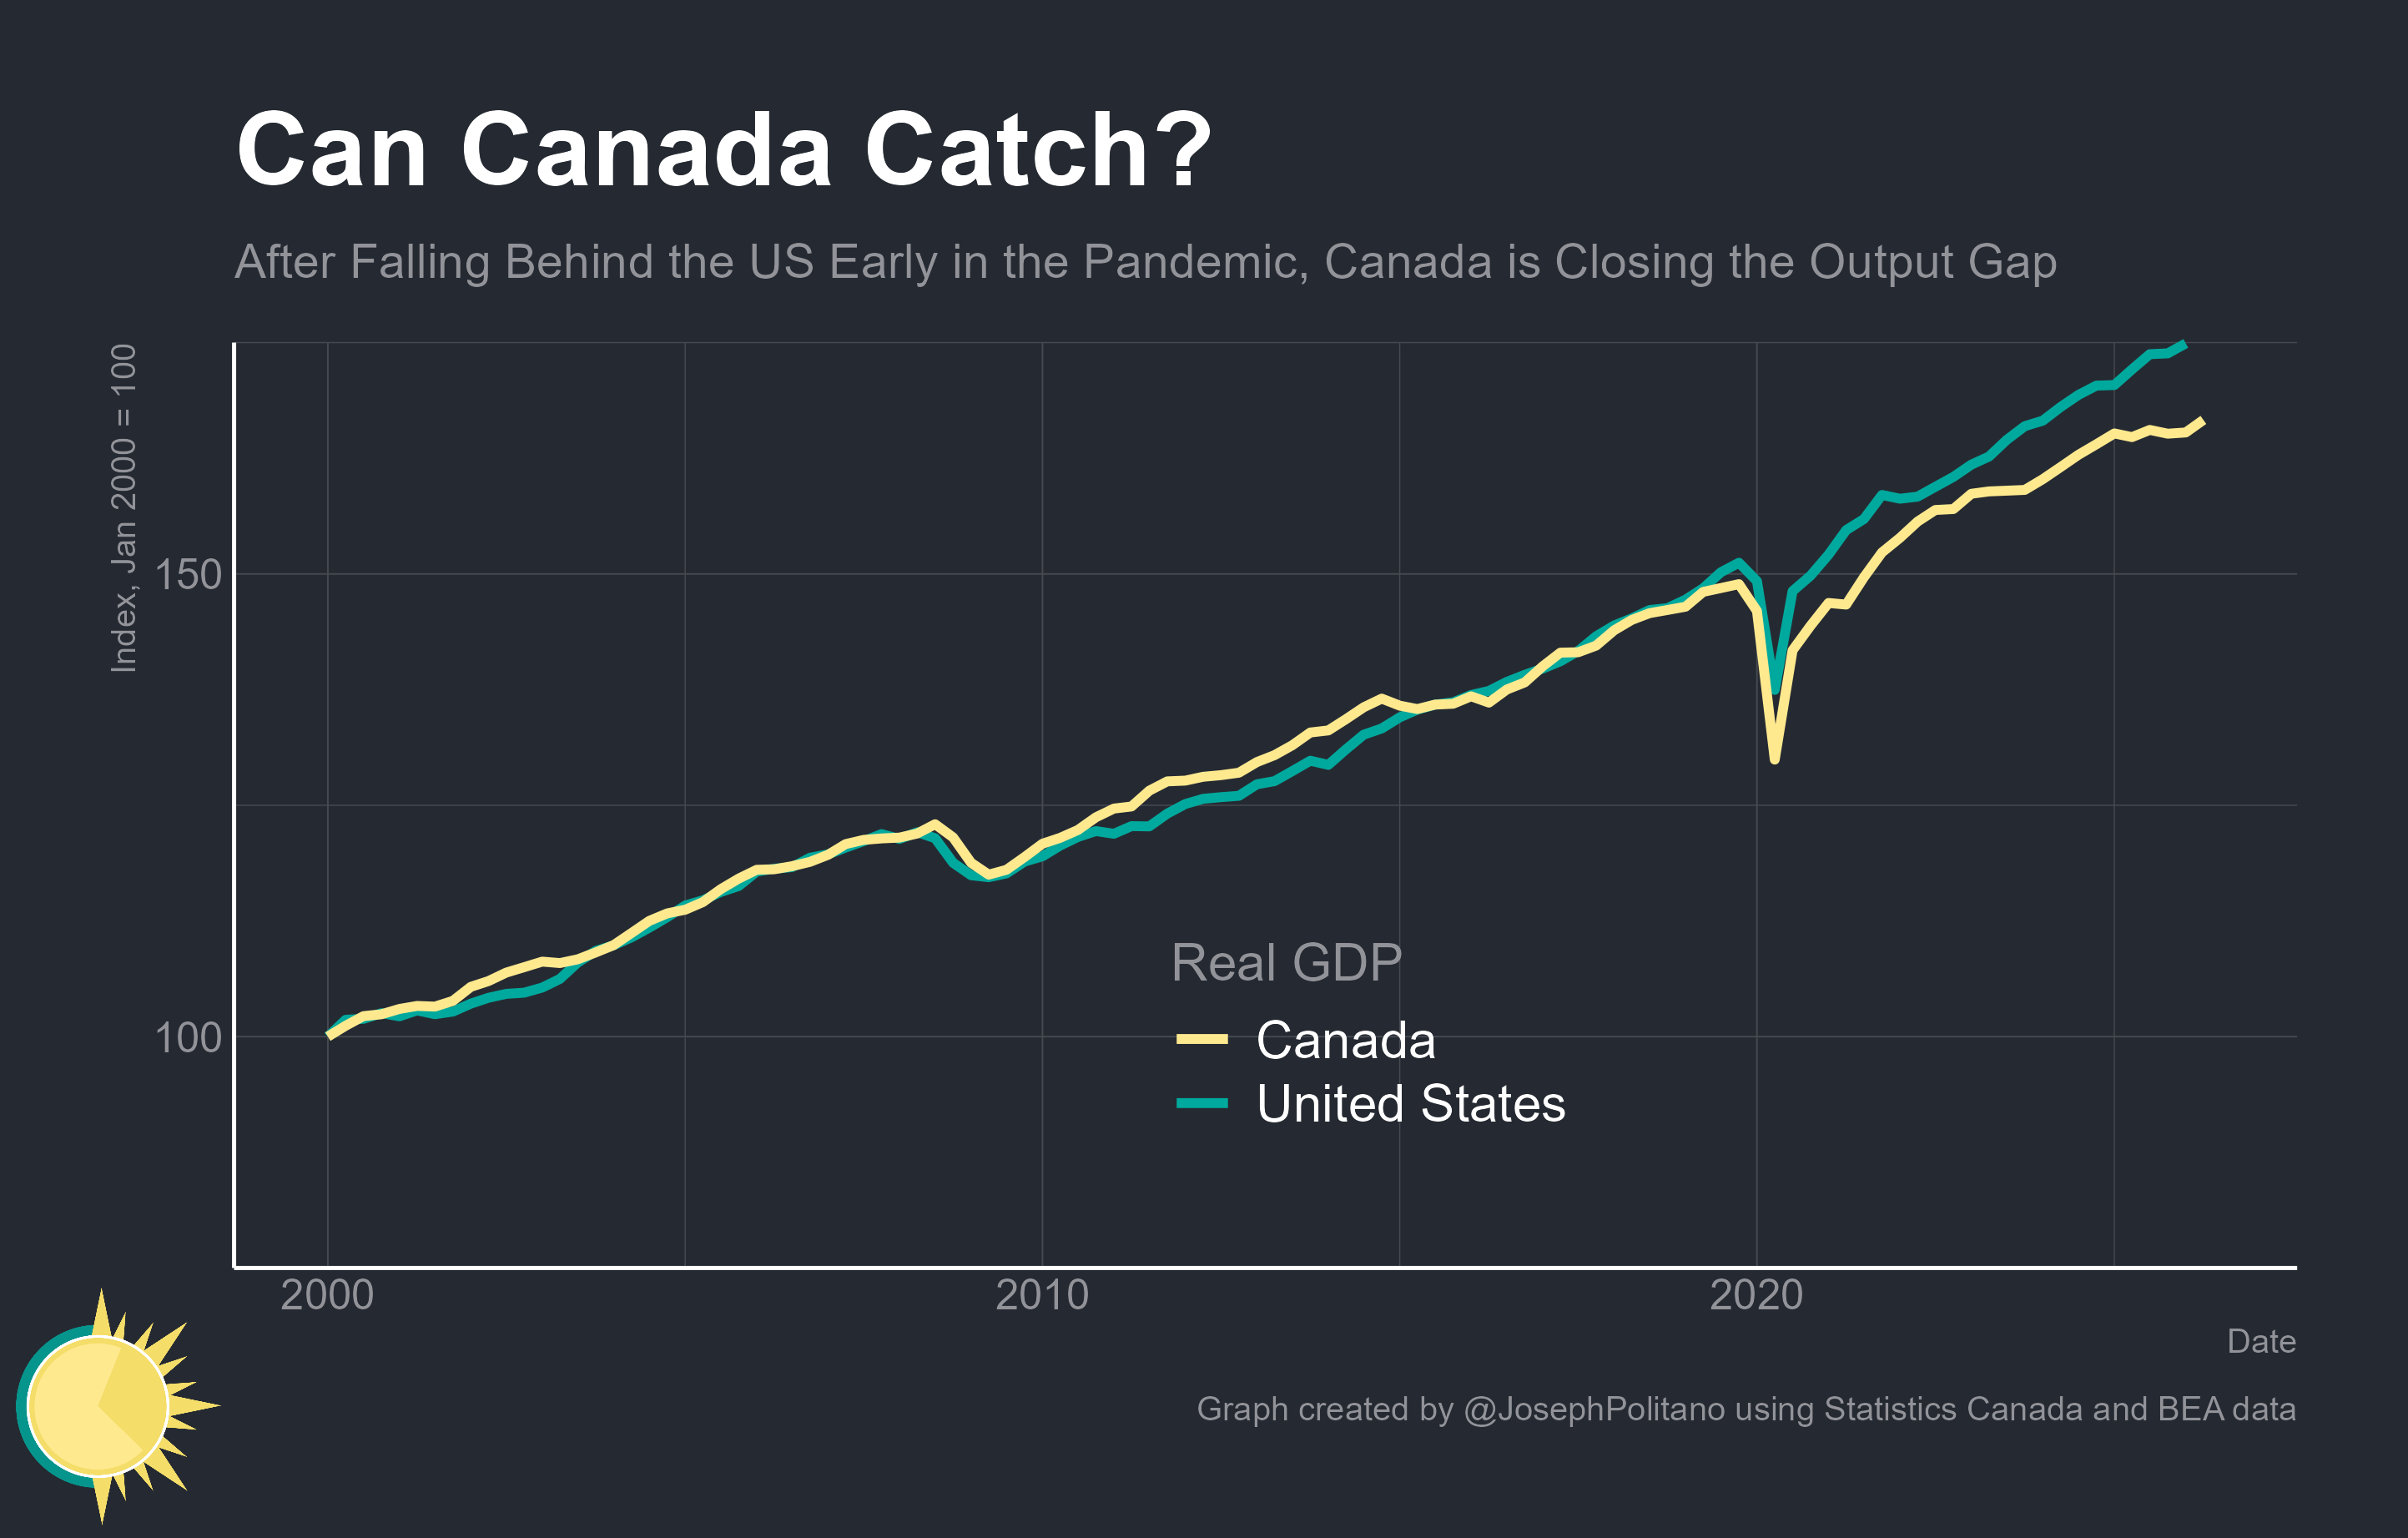 Can Canada Catch?
After Falling Behind the US Early in the Pandemic, Canada is Closing the Output Gap
Index, Jan 2000 = 100
150
100
Real GDP
Canada
United States
2000
2010
2020
Date
Graph created by @JosephPolitano using Statistics Canada and BEA data